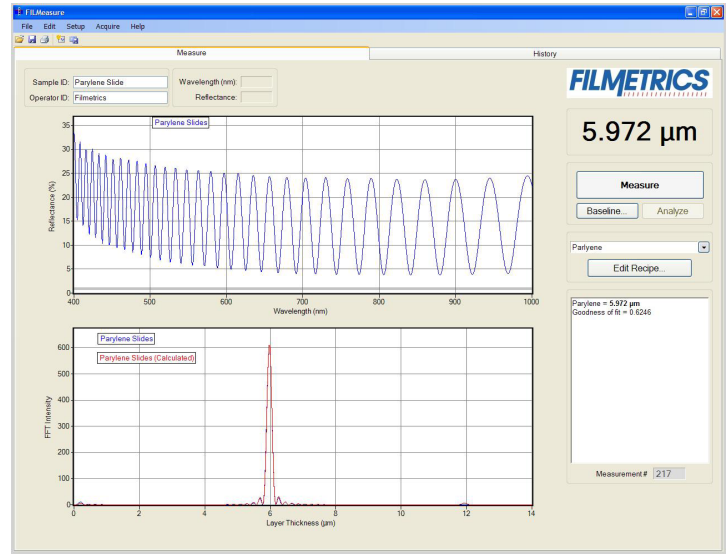 FILMeasure
File Edit Setup Acquire Help
Measure
History
Sample ID: Parylene Slide
Operator ID: Filmetrics
Wavelength (nm):
Reflectance:
FILMETRICS
5.972 µm
Measure
Baseline... Analyze
Parlyene
Edit Recipe...
Parylene = 5.972 µm
Goodness of fit = 0.6246
Measurement # 217
Parylene Slides
Reflectance (%)
35
30
25
20
15
10
5
0
400 500 600 700 800 900 1000
Wavelength (nm)
Parylene Slides
Parylene Slides (Calculated)
FFT Intensity
600
500
400
300
200
100
0
0 2 4 6 8 10 12 14
Layer Thickness (µm)